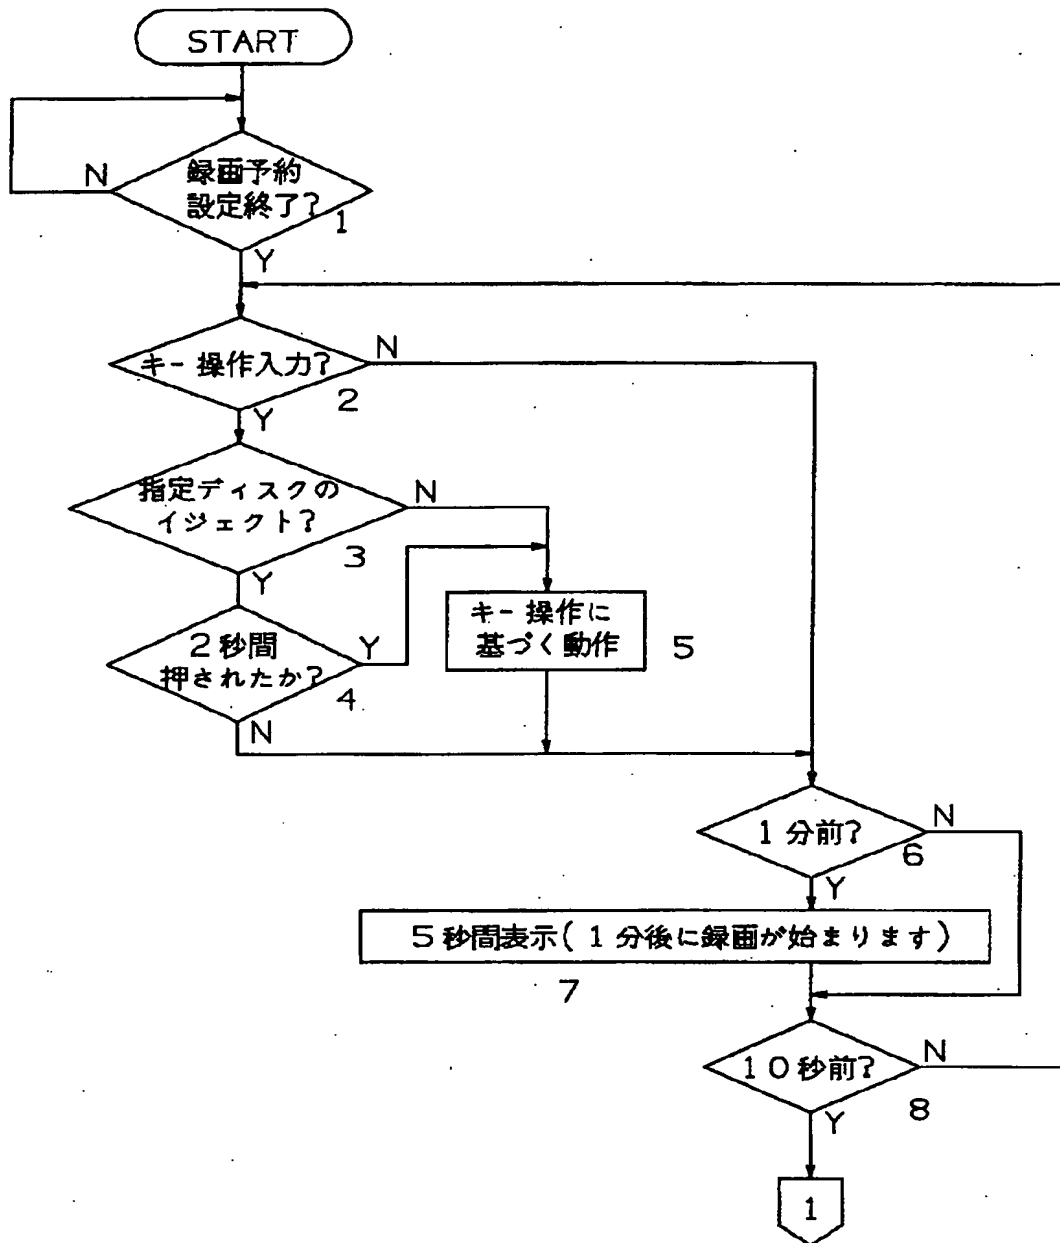 START
N
録画予約
設定終了?
1
Y
キー操作入力?
N
2
Y
指定ディスクの
イジェクト?
N
3
Y
2秒間
押されたか?
Y
4
N
キー操作に
基づく動作
5
1分前?
N
6
Y
5秒間表示(1分後に録画が始まります)
7
10秒前?
N
8
Y
1